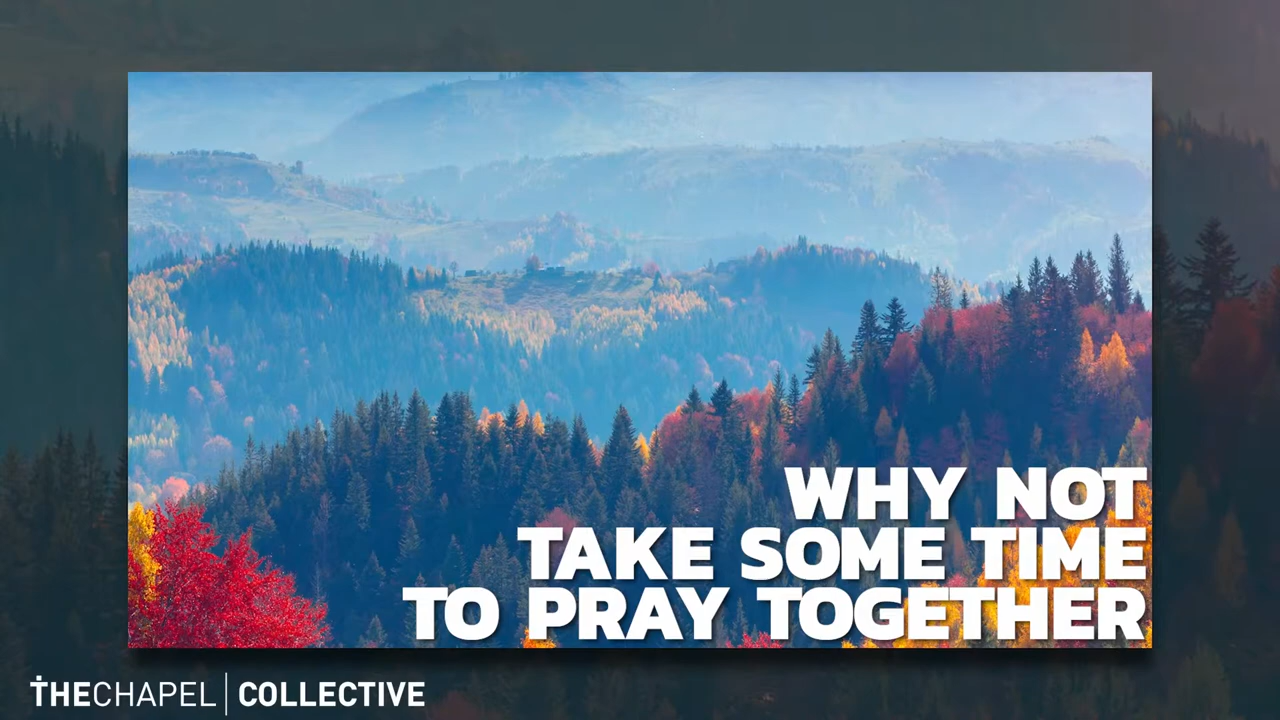 WHY NOT
TAKE SOME TIME
TO PRAY TOGETHER
THECHAPEL | COLLECTIVE